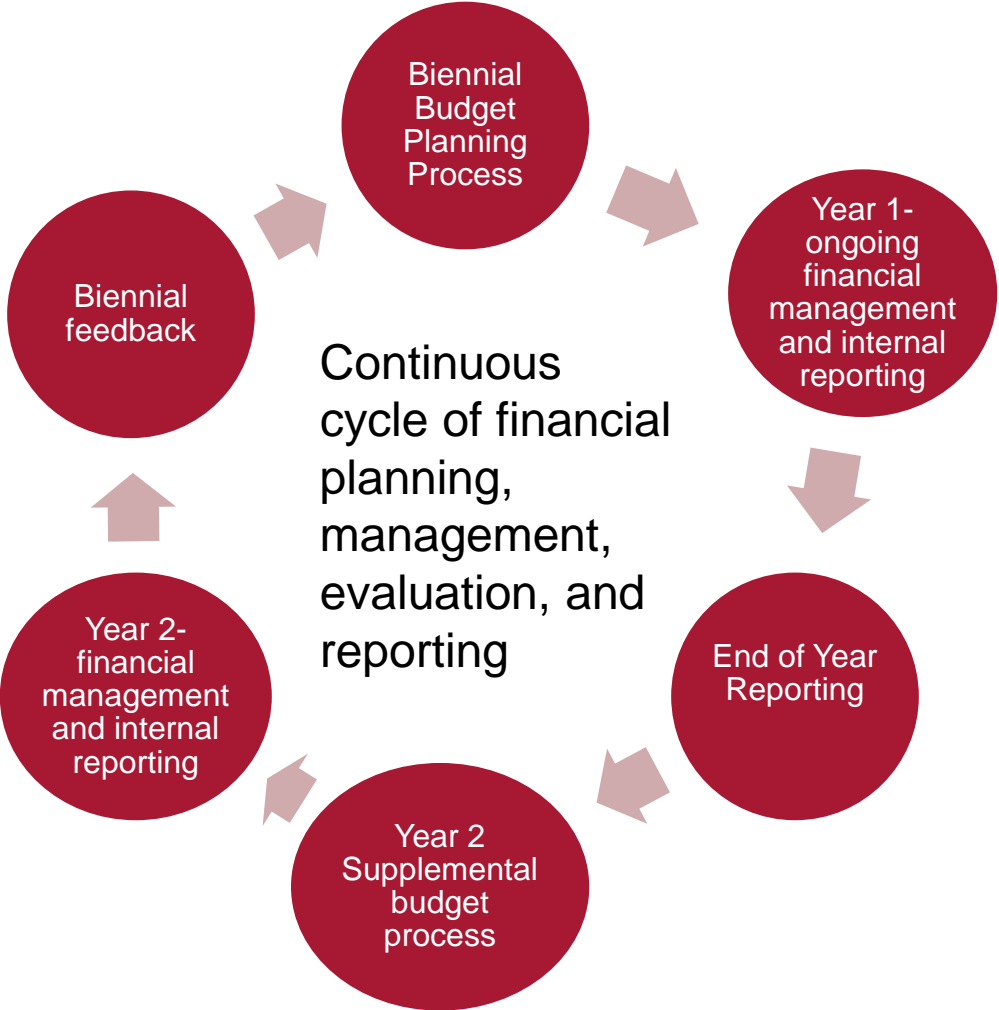 Biennial
Budget
Planning
Process
Year 1-
ongoing
financial
management
and internal
reporting
End of Year
Reporting
Year 2
Supplemental
budget
process
Year 2-
financial
management
and internal
reporting
Biennial
feedback
Continuous
cycle of financial
planning,
management,
evaluation, and
reporting